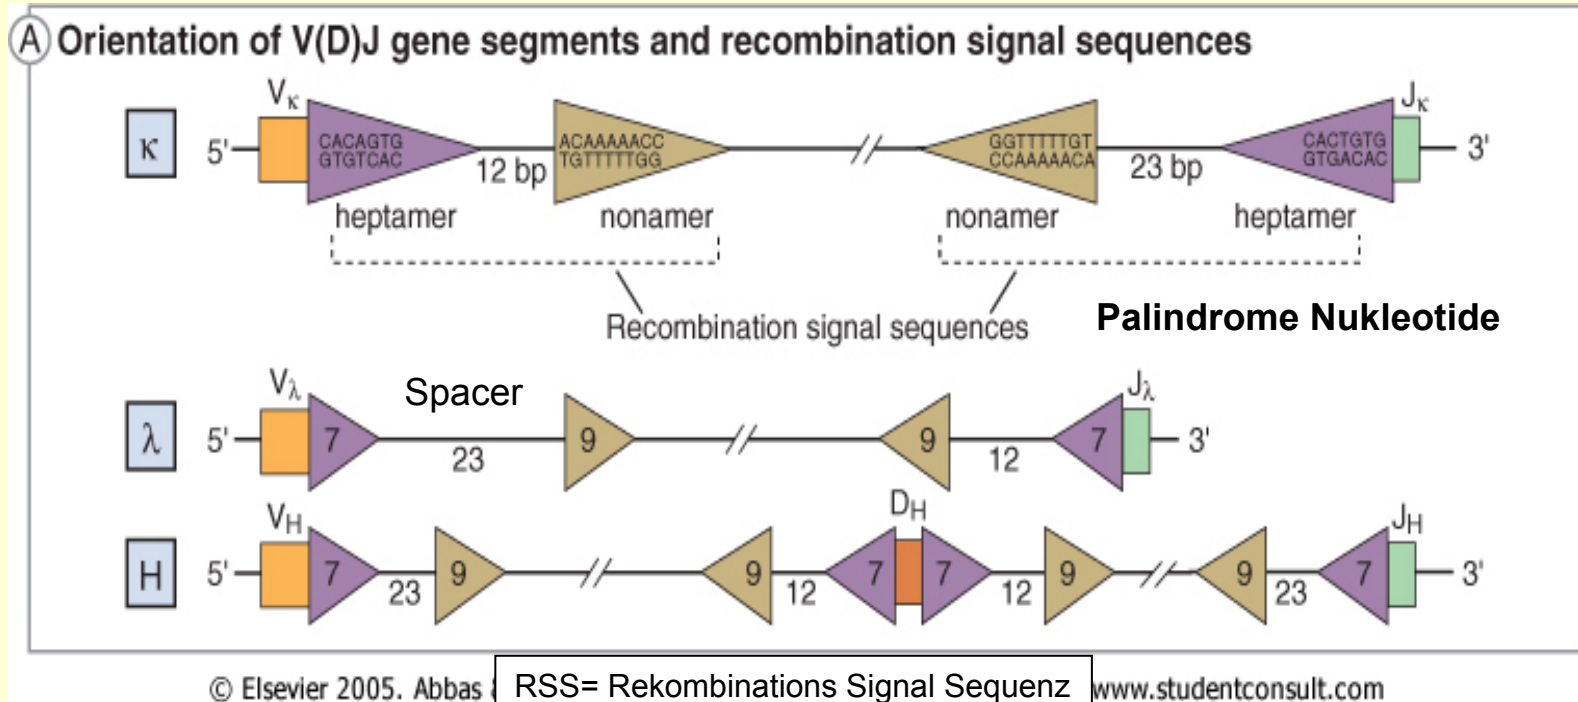 A Orientation of V(D)J gene segments and recombination signal sequences
Vκ Jκ
κ 5' CACAGTG ACAAAAACC GGTTTTTGT CACTGTG 3'
GTGTCAC TGTTTTTGG CCAAAAACA GTGACAC
12 bp 23 bp
heptamer nonamer nonamer heptamer
Recombination signal sequences
Palindrome Nukleotide
Vλ Spacer Jλ
λ 5' 7 9 9 7 3'
23 12
VH DH JH
H 5' 7 9 9 7 7 9 9 7 3'
23 12 12 23
© Elsevier 2005. Abbas RSS= Rekombinations Signal Sequenz www.studentconsult.com